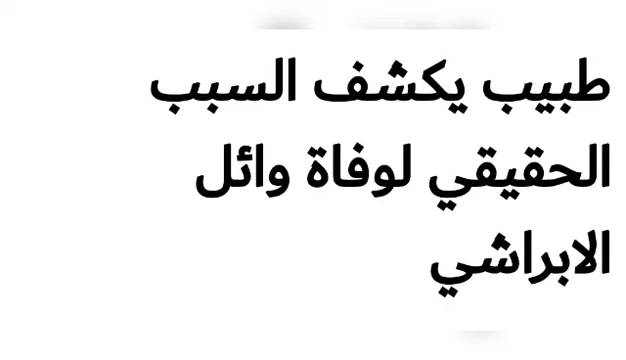 طبيب يكشف السبب
الحقيقي لوفاة وائل
الابراشي